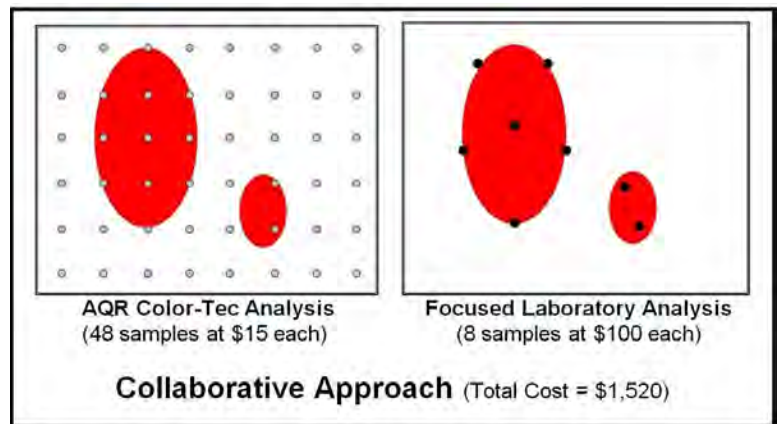 AQR Color-Tec Analysis
(48 samples at $15 each)
Focused Laboratory Analysis
(8 samples at $100 each)
Collaborative Approach (Total Cost = $1,520)